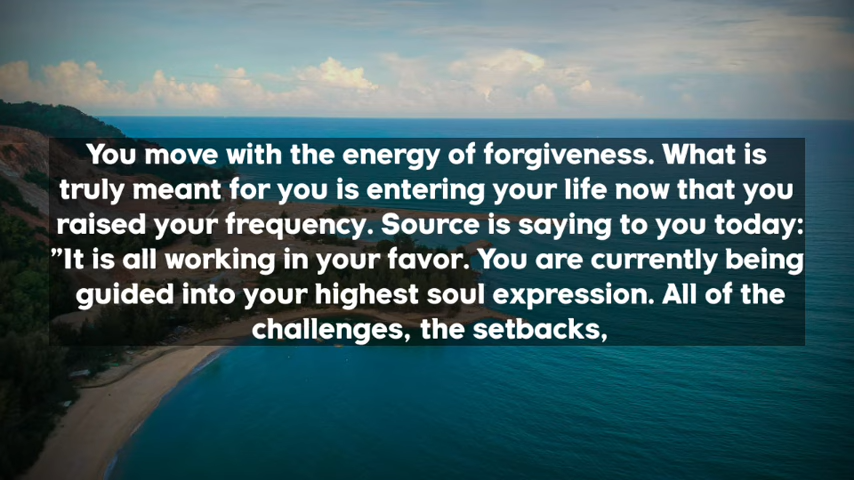 You move with the energy of forgiveness. What is
truly meant for you is entering your life now that you
raised your frequency. Source is saying to you today:
”It is all working in your favor. You are currently being
guided into your highest soul expression. All of the
challenges, the setbacks,